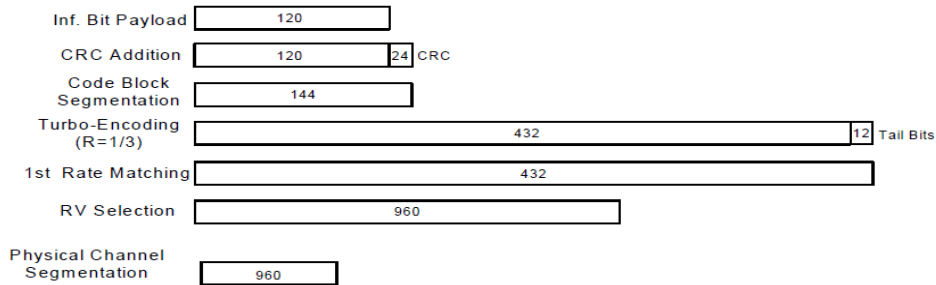 Inf. Bit Payload 120
CRC Addition 120 24 CRC
Code Block
Segmentation 144
Turbo-Encoding
(R=1/3) 432 12 Tail Bits
1st Rate Matching 432
RV Selection 960
Physical Channel
Segmentation 960